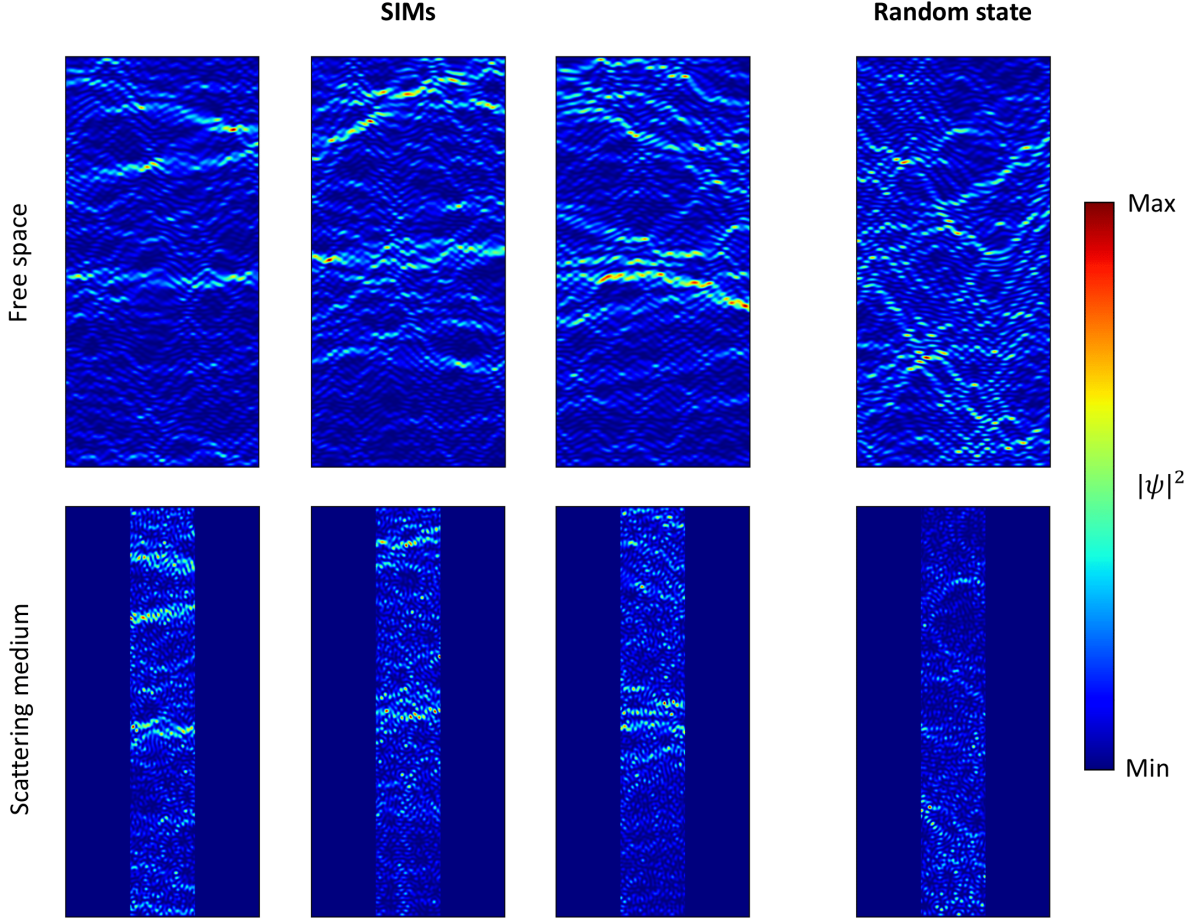 SIMs
Random state
Free space
Max
|ψ|²
Min
Scattering medium